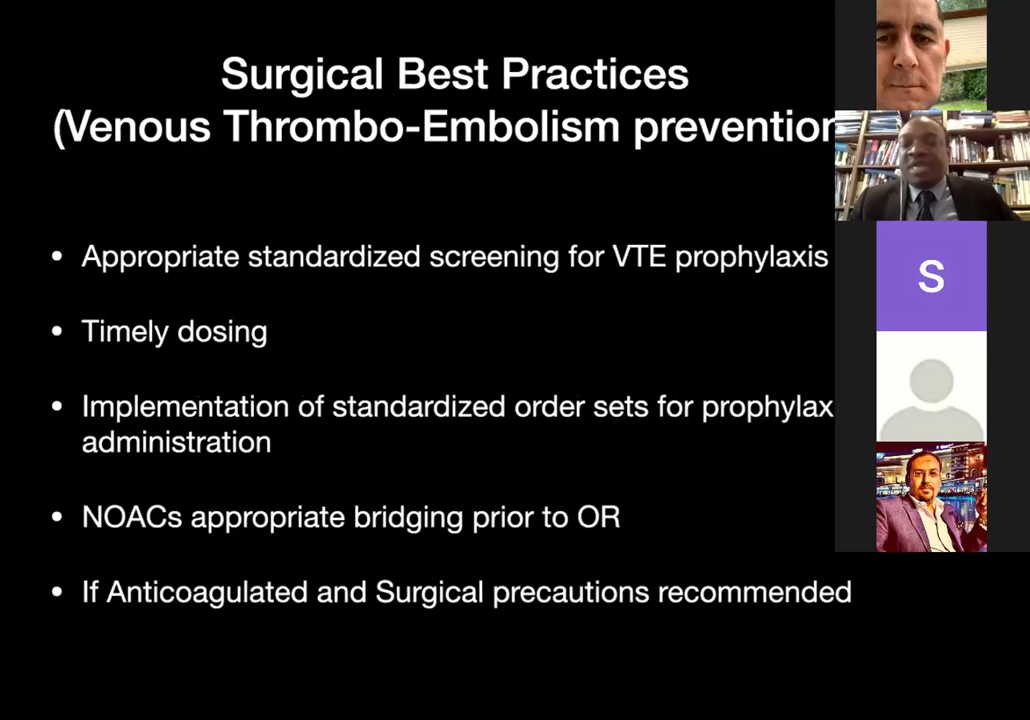 Surgical Best Practices
(Venous Thrombo-Embolism prevention
• Appropriate standardized screening for VTE prophylaxis
• Timely dosing
• Implementation of standardized order sets for prophylax
administration
• NOACs appropriate bridging prior to OR
• If Anticoagulated and Surgical precautions recommended
S